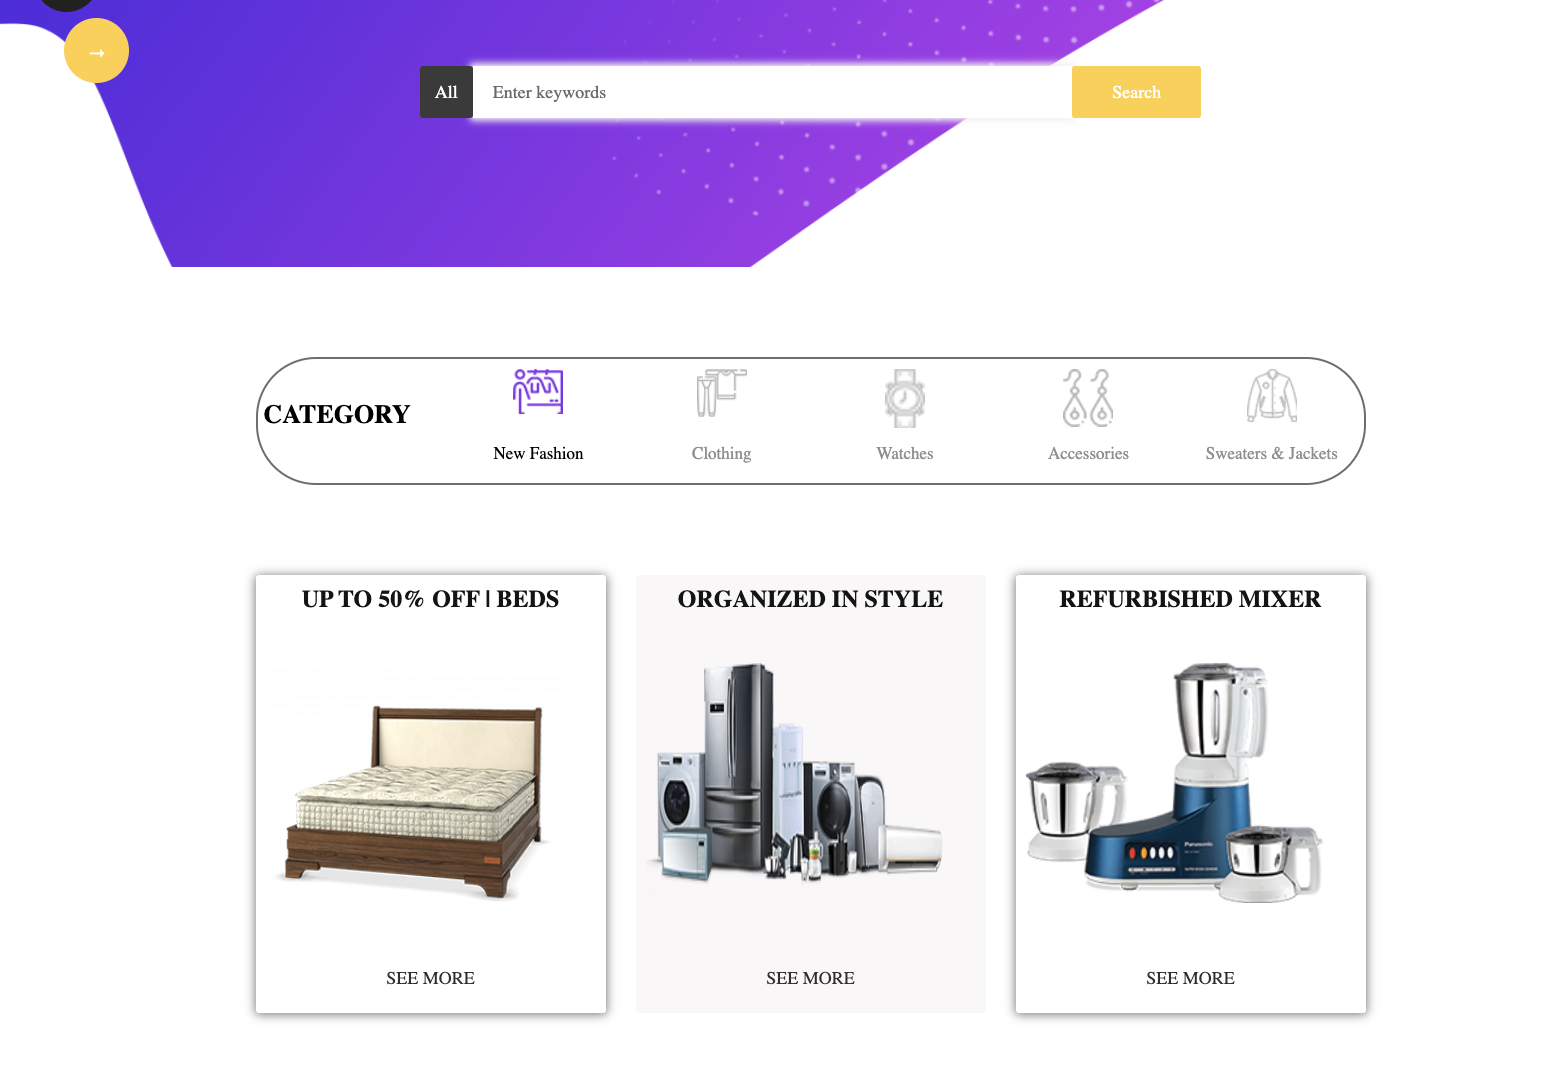 →
All
Enter keywords
Search
CATEGORY
New Fashion
Clothing
Watches
Accessories
Sweaters & Jackets
UP TO 50% OFF | BEDS
ORGANIZED IN STYLE
REFURBISHED MIXER
Panasonic
SEE MORE
SEE MORE
SEE MORE